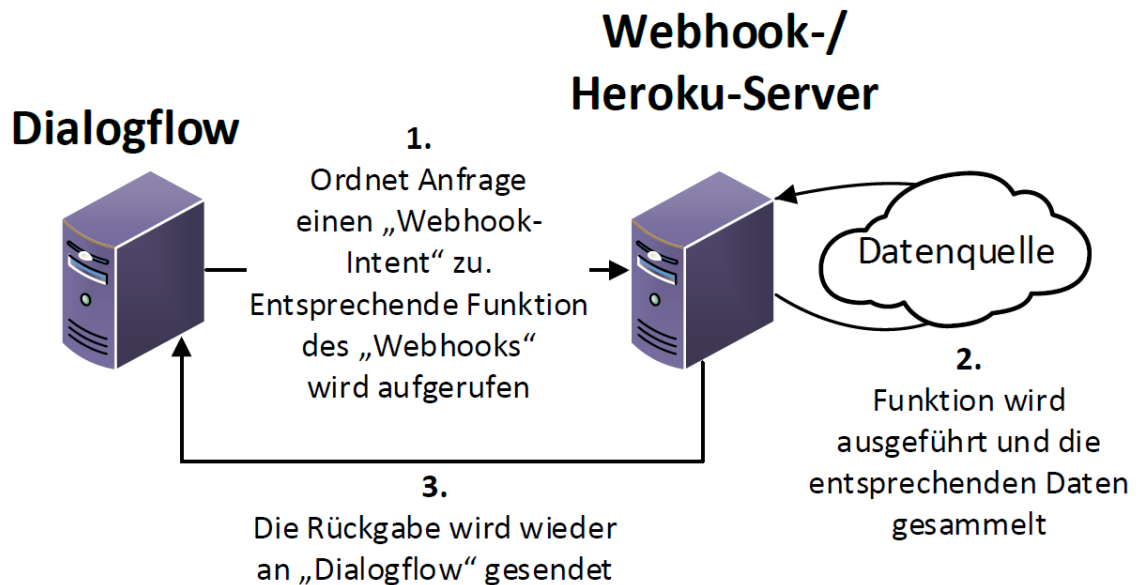 Webhook-/
Heroku-Server
Dialogflow
1.
Ordnet Anfrage
einen „Webhook-
Intent“ zu.
Entsprechende Funktion
des „Webhooks“
wird aufgerufen
Datenquelle
2.
Funktion wird
ausgeführt und die
entsprechenden Daten
gesammelt
3.
Die Rückgabe wird wieder
an „Dialogflow“ gesendet